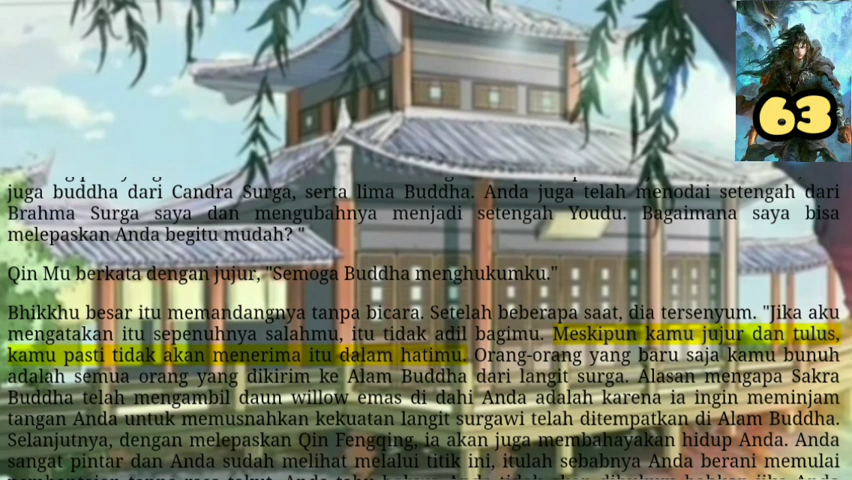 63
juga buddha dari Candra Surga, serta lima Buddha. Anda juga telah menodai setengah dari
Brahma Surga saya dan mengubahnya menjadi setengah Youdu. Bagaimana saya bisa
melepaskan Anda begitu mudah? "
Qin Mu berkata dengan jujur, "Semoga Buddha menghukumku."
Bhikkhu besar itu memandangnya tanpa bicara. Setelah beberapa saat, dia tersenyum. "Jika aku
mengatakan itu sepenuhnya salahmu, itu tidak adil bagimu. Meskipun kamu jujur dan tulus,
kamu pasti tidak akan menerima itu dalam hatimu. Orang-orang yang baru saja kamu bunuh
adalah semua orang yang dikirim ke Alam Buddha dari langit surga. Alasan mengapa Sakra
Buddha telah mengambil daun willow emas di dahi Anda adalah karena ia ingin meminjam
tangan Anda untuk memusnahkan kekuatan langit surgawi telah ditempatkan di Alam Buddha.
Selanjutnya, dengan melepaskan Qin Fengqing, ia akan juga membahayakan hidup Anda. Anda
sangat pintar dan Anda sudah melihat melalui titik ini, itulah sebabnya Anda berani memulai